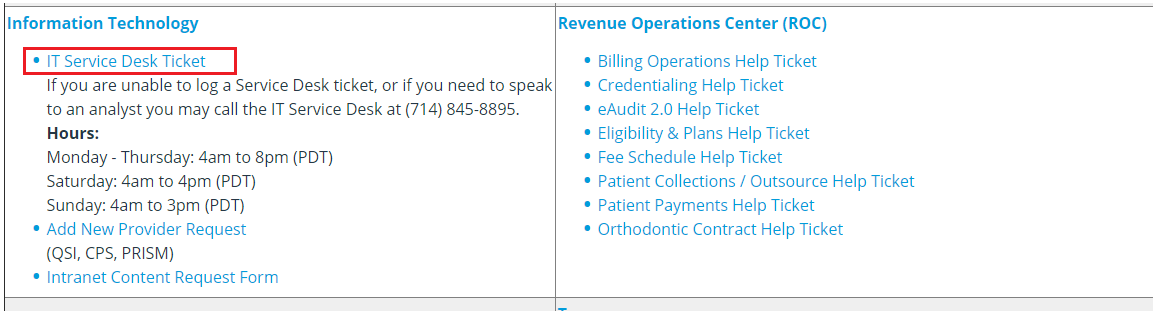 Information Technology
IT Service Desk Ticket
If you are unable to log a Service Desk ticket, or if you need to speak
to an analyst you may call the IT Service Desk at (714) 845-8895.
Hours:
Monday - Thursday: 4am to 8pm (PDT)
Saturday: 4am to 4pm (PDT)
Sunday: 4am to 3pm (PDT)
Add New Provider Request
(QSI, CPS, PRISM)
Intranet Content Request Form
Revenue Operations Center (ROC)
Billing Operations Help Ticket
Credentialing Help Ticket
eAudit 2.0 Help Ticket
Eligibility & Plans Help Ticket
Fee Schedule Help Ticket
Patient Collections / Outsource Help Ticket
Patient Payments Help Ticket
Orthodontic Contract Help Ticket